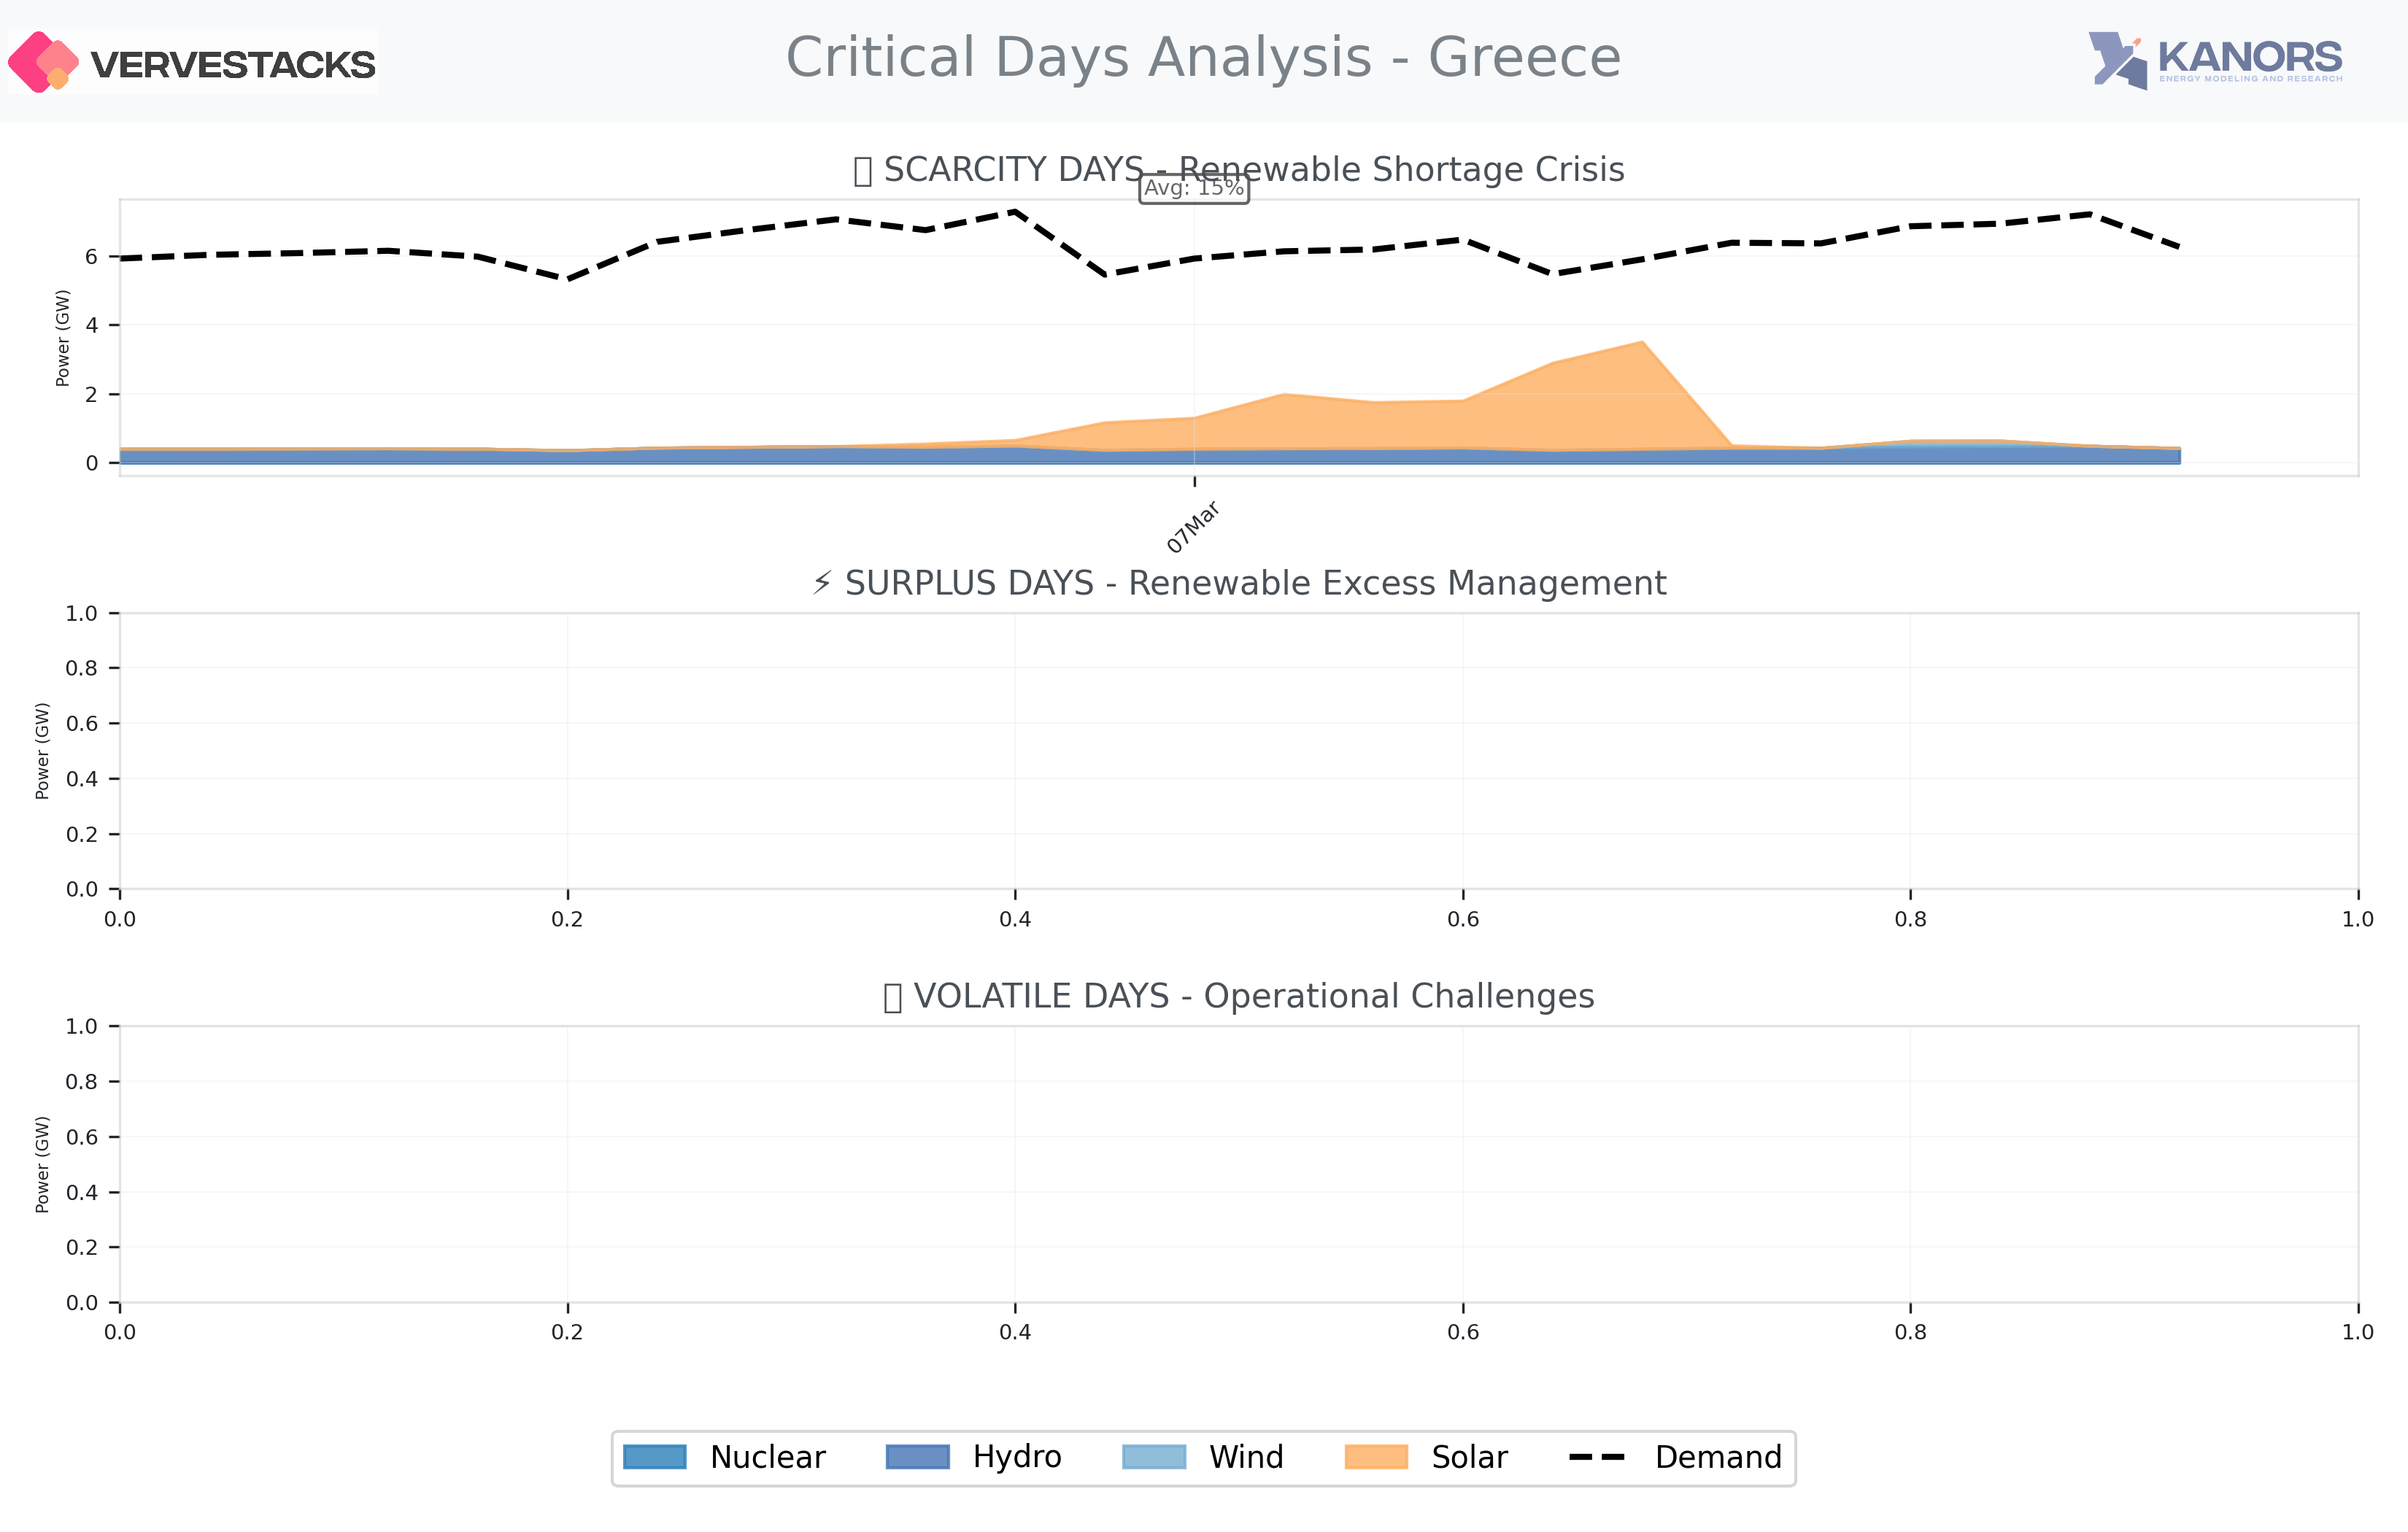 VERVESTACKS
Critical Days Analysis - Greece
KANORS
ENERGY MODELING AND RESEARCH
SCARCITY DAYS - Renewable Shortage Crisis
Avg: 15%
Power (GW)
6
4
2
0
07Mar
⚡ SURPLUS DAYS - Renewable Excess Management
Power (GW)
1.0
0.8
0.6
0.4
0.2
0.0
0.0 0.2 0.4 0.6 0.8 1.0
VOLATILE DAYS - Operational Challenges
Power (GW)
1.0
0.8
0.6
0.4
0.2
0.0
0.0 0.2 0.4 0.6 0.8 1.0
Nuclear Hydro Wind Solar Demand